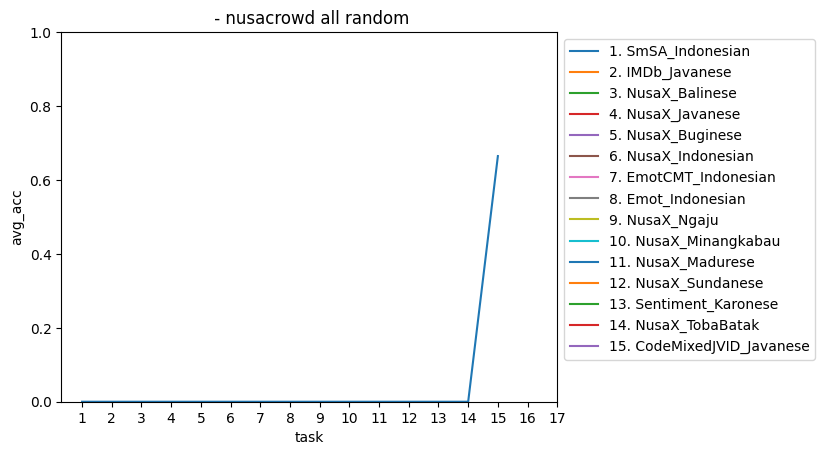 - nusacrowd all random
1.0
0.8
0.6
0.4
0.2
0.0
avg_acc
1 2 3 4 5 6 7 8 9 10 11 12 13 14 15 16 17
task
1. SmSA_Indonesian
2. IMDb_Javanese
3. NusaX_Balinese
4. NusaX_Javanese
5. NusaX_Buginese
6. NusaX_Indonesian
7. EmotCMT_Indonesian
8. Emot_Indonesian
9. NusaX_Ngaju
10. NusaX_Minangkabau
11. NusaX_Madurese
12. NusaX_Sundanese
13. Sentiment_Karonese
14. NusaX_TobaBatak
15. CodeMixedJVID_Javanese